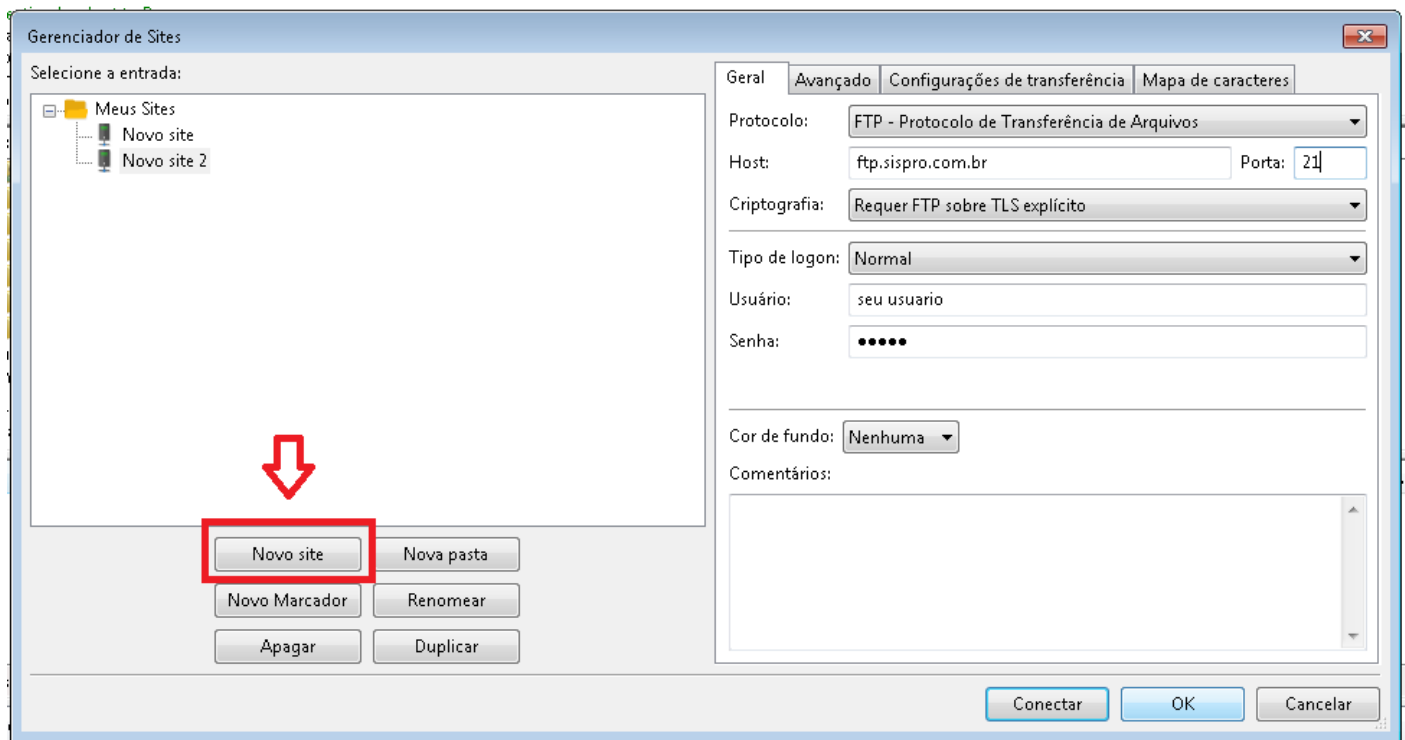 Gerenciador de Sites
Selecione a entrada:
Meus Sites
Novo site
Novo site 2
Novo site
Nova pasta
Novo Marcador
Renomear
Apagar
Duplicar
Geral
Avançado
Configurações de transferência
Mapa de caracteres
Protocolo: FTP - Protocolo de Transferência de Arquivos
Host: ftp.sispro.com.br Porta: 21
Criptografia: Requer FTP sobre TLS explícito
Tipo de logon: Normal
Usuário: seu usuario
Senha: •••••
Cor de fundo: Nenhuma
Comentários:
Conectar
OK
Cancelar